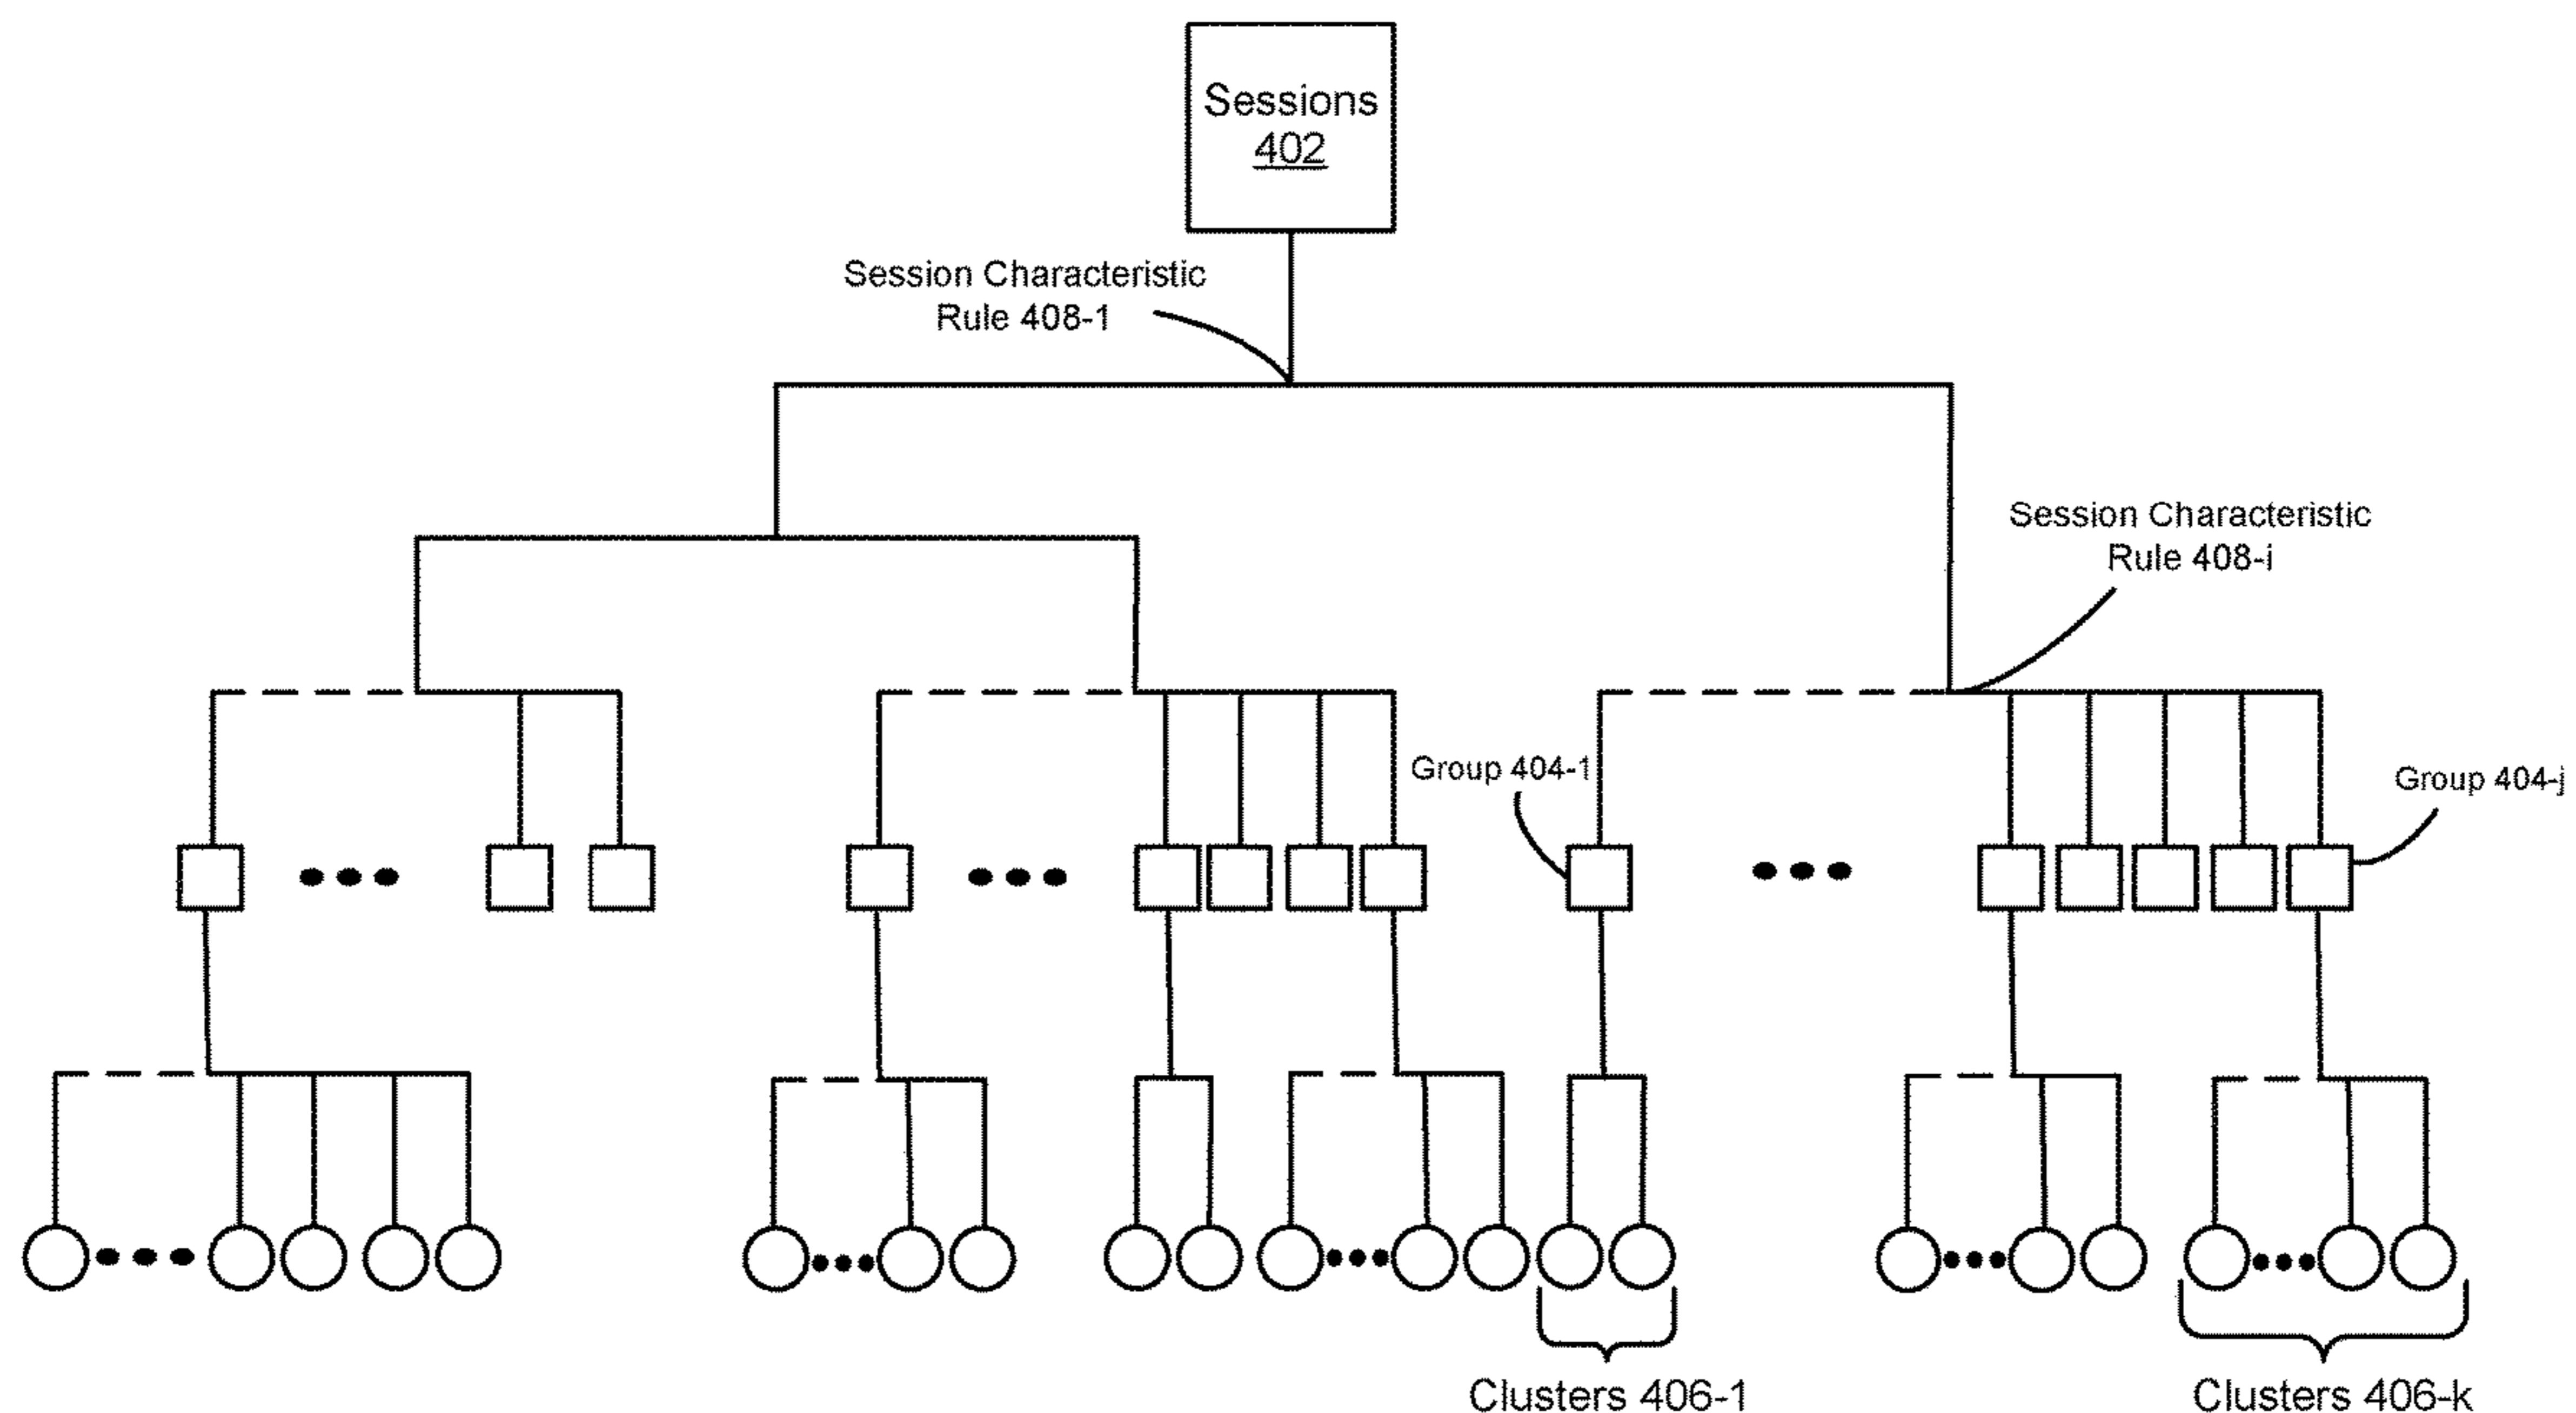 Sessions
402
Session Characteristic
Rule 408-1
Session Characteristic
Rule 408-i
Group 404-1
Group 404-j
Clusters 406-1
Clusters 406-k